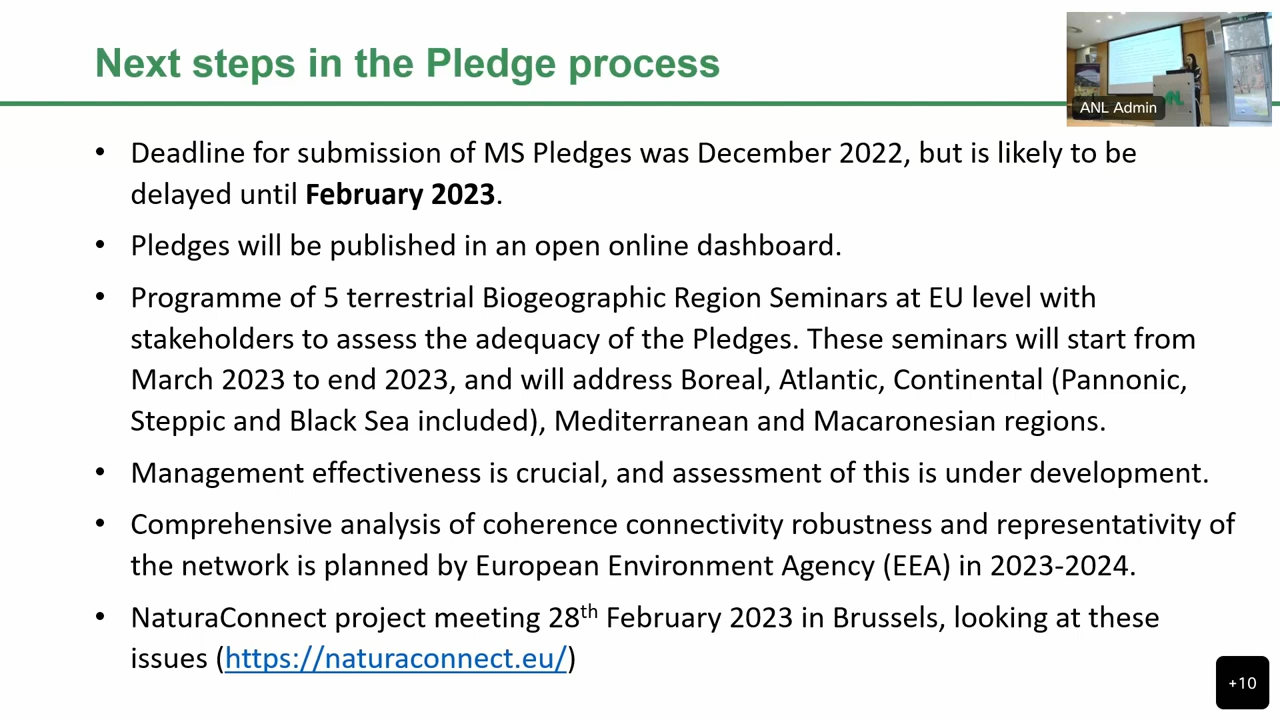 Next steps in the Pledge process
ANL Admin
• Deadline for submission of MS Pledges was December 2022, but is likely to be
delayed until February 2023.
• Pledges will be published in an open online dashboard.
• Programme of 5 terrestrial Biogeographic Region Seminars at EU level with
stakeholders to assess the adequacy of the Pledges. These seminars will start from
March 2023 to end 2023, and will address Boreal, Atlantic, Continental (Pannonic,
Steppic and Black Sea included), Mediterranean and Macaronesian regions.
• Management effectiveness is crucial, and assessment of this is under development.
• Comprehensive analysis of coherence connectivity robustness and representativity of
the network is planned by European Environment Agency (EEA) in 2023-2024.
• NaturaConnect project meeting 28th February 2023 in Brussels, looking at these
issues (https://naturaconnect.eu/)
+10